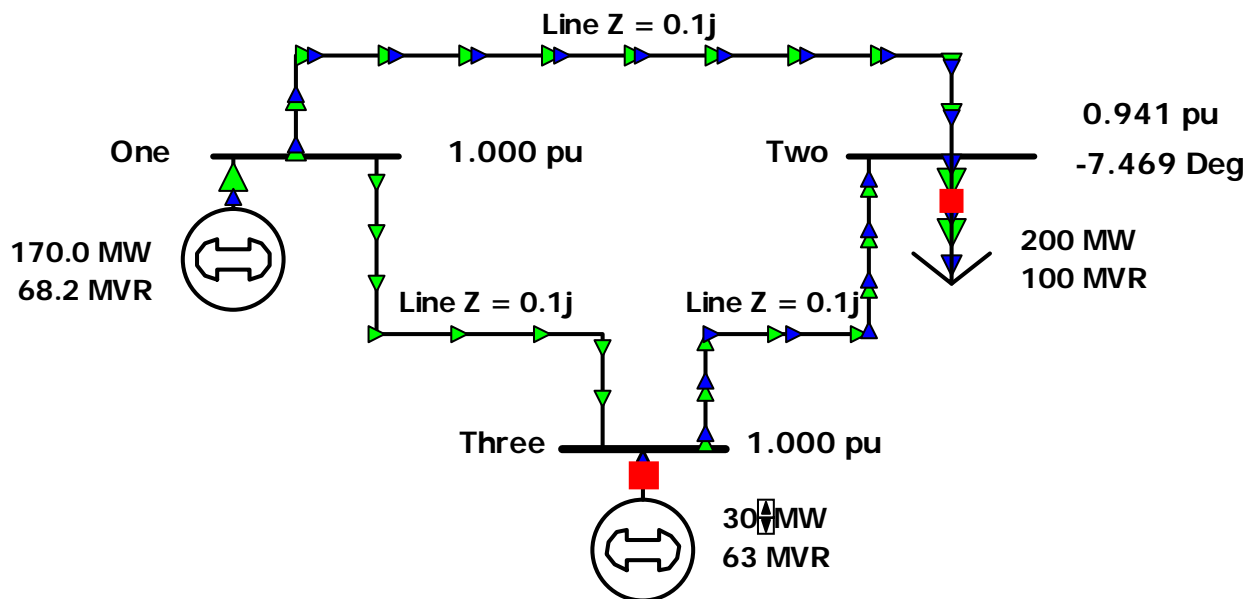 Line Z = 0.1j
One
1.000 pu
Two
0.941 pu
-7.469 Deg
170.0 MW
68.2 MVR
200 MW
100 MVR
Line Z = 0.1j
Line Z = 0.1j
Three
1.000 pu
30 MW
63 MVR